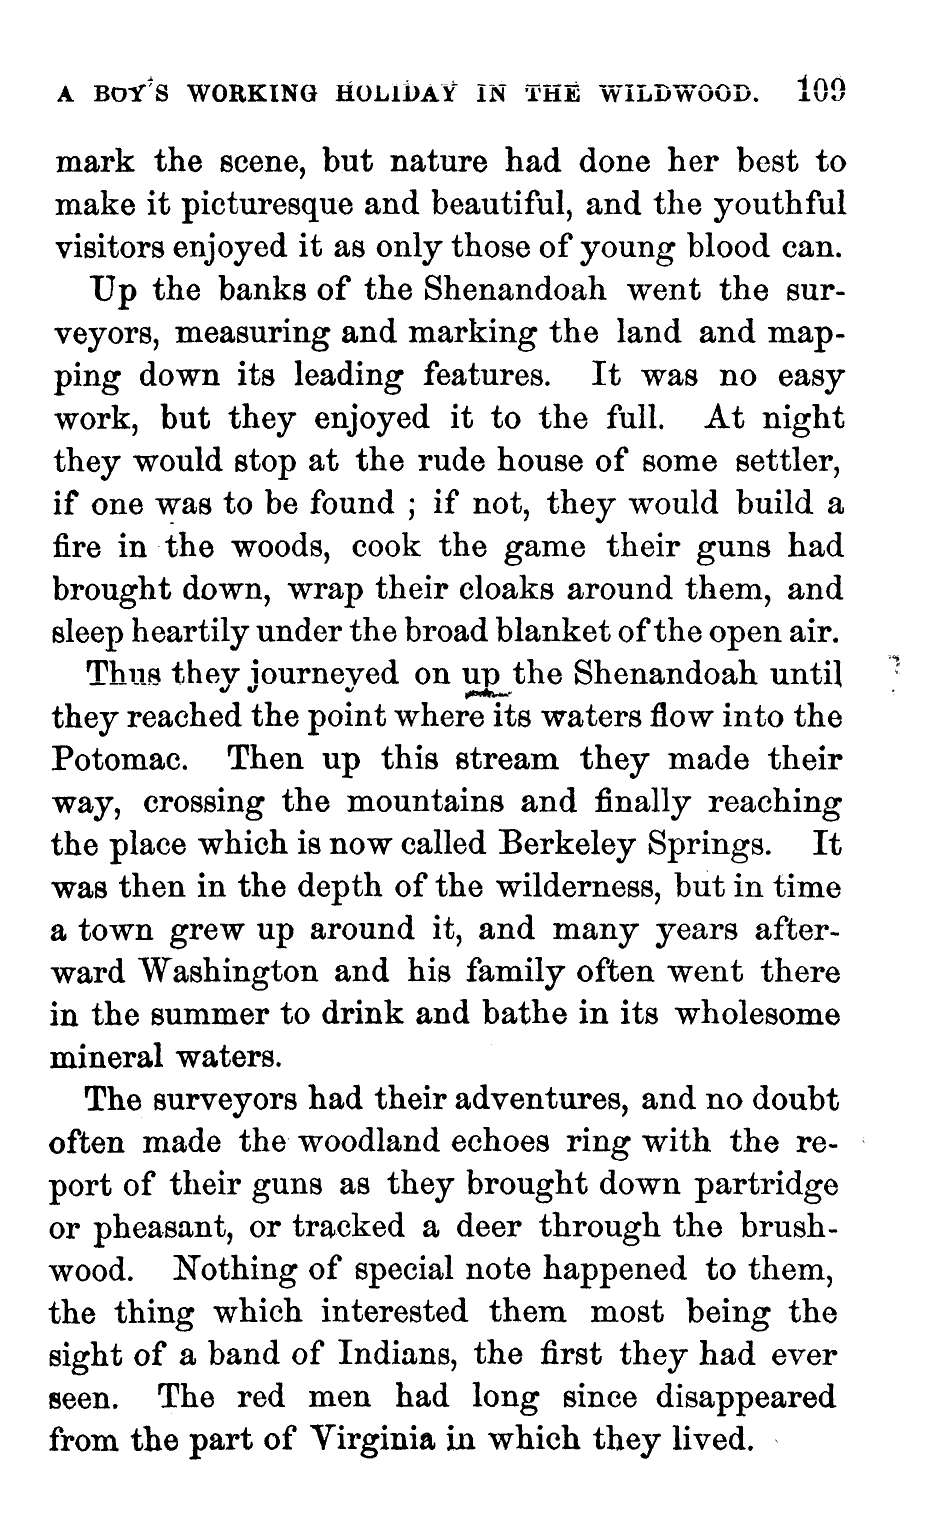 A BOY'S WORKING HOLIDAY IN THE WILDWOOD. 109
mark the scene, but nature had done her best to
make it picturesque and beautiful, and the youthful
visitors enjoyed it as only those of young blood can.
Up the banks of the Shenandoah went the sur-
veyors, measuring and marking the land and map-
ping down its leading features. It was no easy
work, but they enjoyed it to the full. At night
they would stop at the rude house of some settler,
if one was to be found ; if not, they would build a
fire in the woods, cook the game their guns had
brought down, wrap their cloaks around them, and
sleep heartily under the broad blanket of the open air.
Thus they journeyed on up the Shenandoah until ?
they reached the point where its waters flow into the
Potomac. Then up this stream they made their
way, crossing the mountains and finally reaching
the place which is now called Berkeley Springs. It
was then in the depth of the wilderness, but in time
a town grew up around it, and many years after-
ward Washington and his family often went there
in the summer to drink and bathe in its wholesome
mineral waters.
The surveyors had their adventures, and no doubt
often made the woodland echoes ring with the re-
port of their guns as they brought down partridge
or pheasant, or tracked a deer through the brush-
wood. Nothing of special note happened to them,
the thing which interested them most being the
sight of a band of Indians, the first they had ever
seen. The red men had long since disappeared
from the part of Virginia in which they lived.